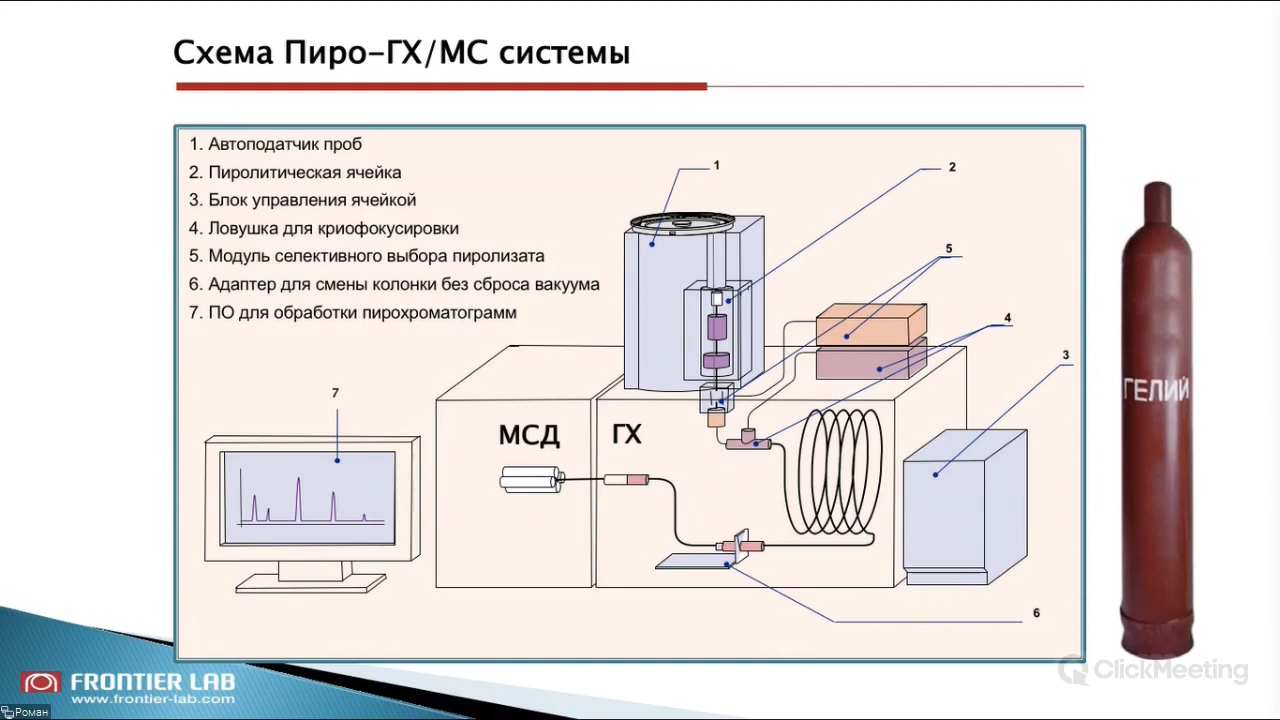 Схема Пиро-ГХ/МС системы
1. Автоподатчик проб
2. Пиролитическая ячейка
3. Блок управления ячейкой
4. Ловушка для криофокусировки
5. Модуль селективного выбора пиролизата
6. Адаптер для смены колонки без сброса вакуума
7. ПО для обработки пирохроматограмм
1
2
5
4
3
7
МСД
ГХ
6
ГЕЛИЙ
FRONTIER LAB
www.frontier-lab.com
ClickMeeting
Роман